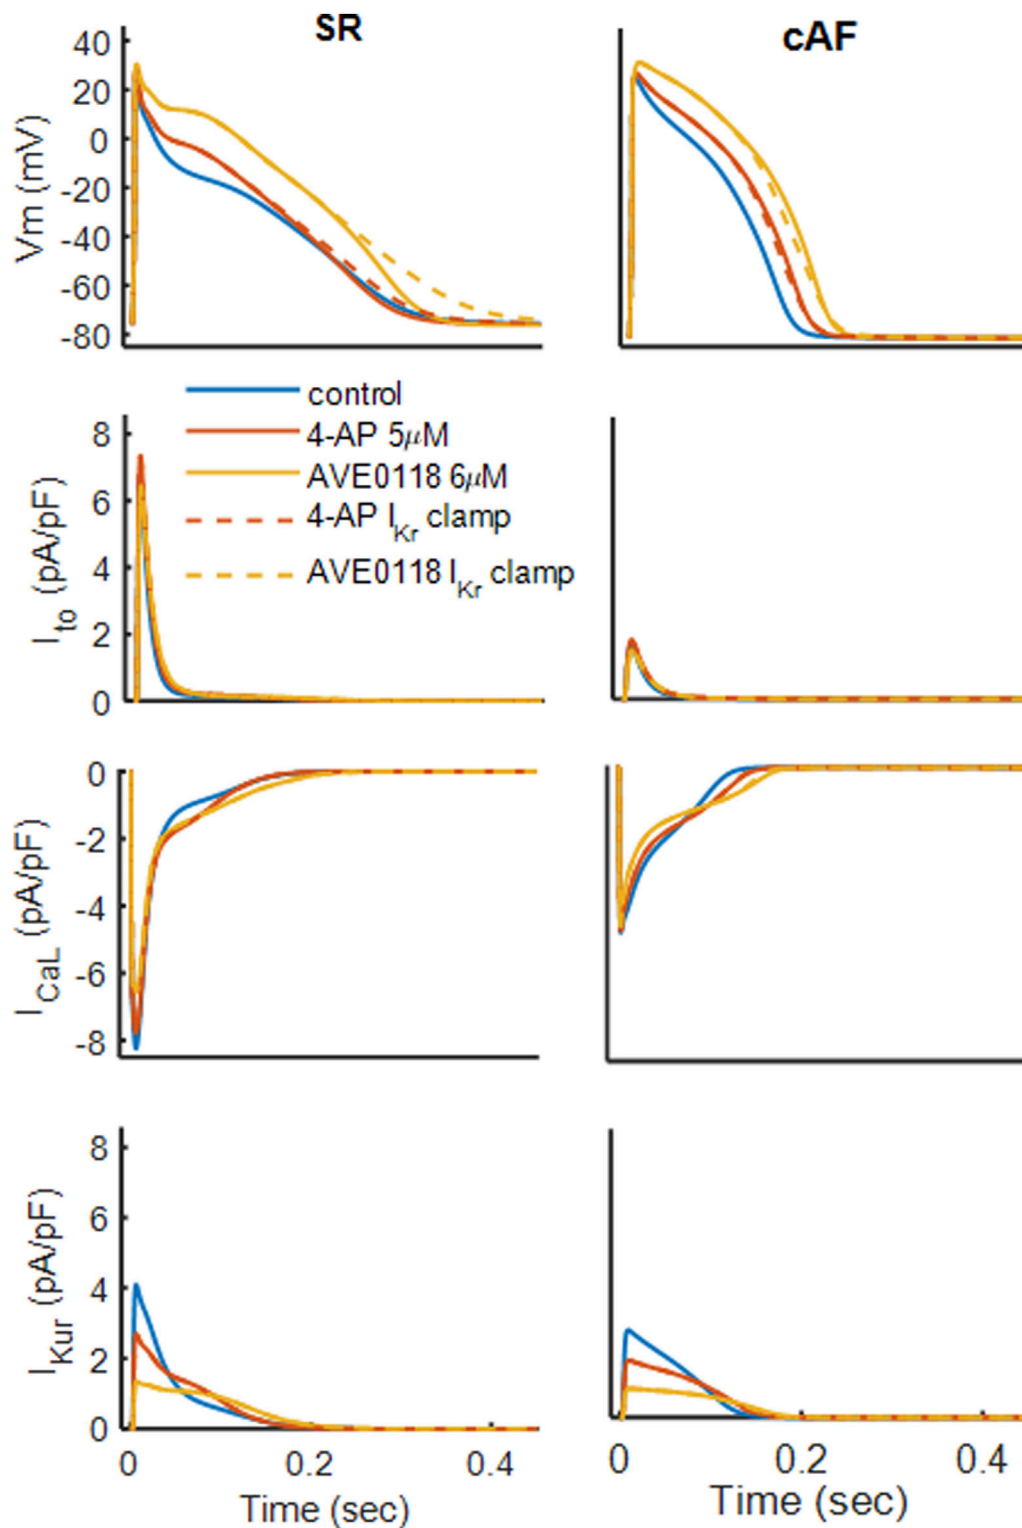 SR
cAF
Vm (mV)
40
20
0
-20
-40
-60
-80
control
4-AP 5μM
AVE0118 6μM
4-AP IKr clamp
AVE0118 IKr clamp
Ito (pA/pF)
8
6
4
2
0
ICaL (pA/pF)
0
-2
-4
-6
-8
IKur (pA/pF)
8
6
4
2
0
0 0.2 0.4
0 0.2 0.4
Time (sec)
Time (sec)